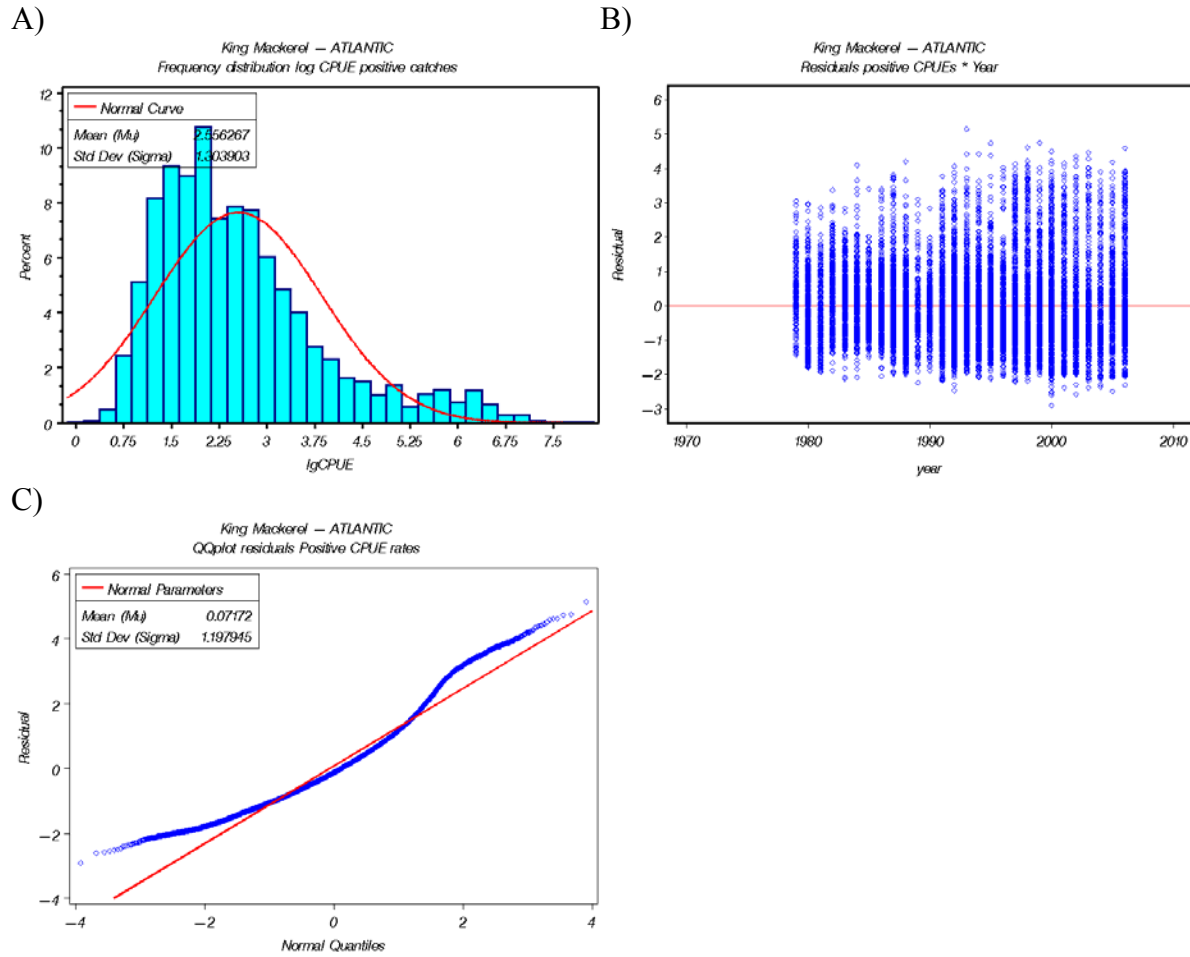 A)
King Mackerel – ATLANTIC
Frequency distribution log CPUE positive catches
12
10
8
6
4
2
0
Percent
Normal Curve
Mean (Mu) 2.556267
Std Dev (Sigma) 1.303903
0 0.75 1.5 2.25 3 3.75 4.5 5.25 6 6.75 7.5
lgCPUE
B)
King Mackerel – ATLANTIC
Residuals positive CPUEs * Year
6
5
4
3
2
1
0
−1
−2
−3
Residual
1970 1980 1990 2000 2010
year
C)
King Mackerel – ATLANTIC
QQplot residuals Positive CPUE rates
6
4
2
0
−2
−4
Residual
Normal Parameters
Mean (Mu) 0.07172
Std Dev (Sigma) 1.197945
−4 −2 0 2 4
Normal Quantiles